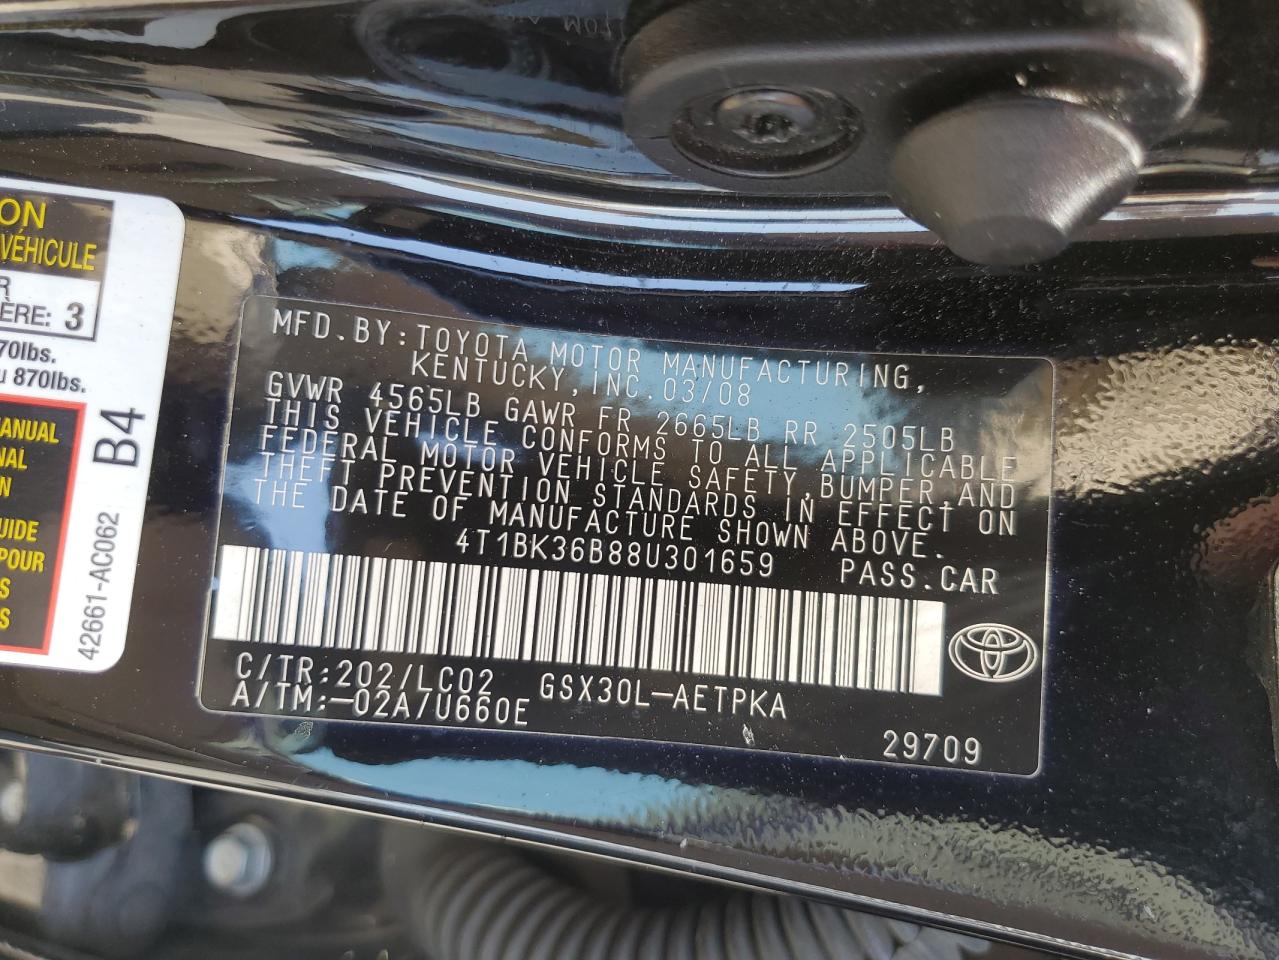 ON
VÉHICULE
R
ÈRE: 3
70lbs.
u 870lbs.
ANUAL
NAL
N
UIDE
POUR
S
S
B4
42661-AC062
MFD.BY:TOYOTA MOTOR MANUFACTURING,
KENTUCKY, INC.03/08
GVWR 4565LB GAWR FR 2665LB RR 2505LB
THIS VEHICLE CONFORMS TO ALL APPLICABLE
FEDERAL MOTOR VEHICLE SAFETY,BUMPER,AND
THEFT PREVENTION STANDARDS IN EFFECT ON
THE DATE OF MANUFACTURE SHOWN ABOVE.
4T1BK36B88U301659 PASS.CAR
C/TR:202/LC02 GSX30L-AETPKA
A/TM:-02A/U660E
29709